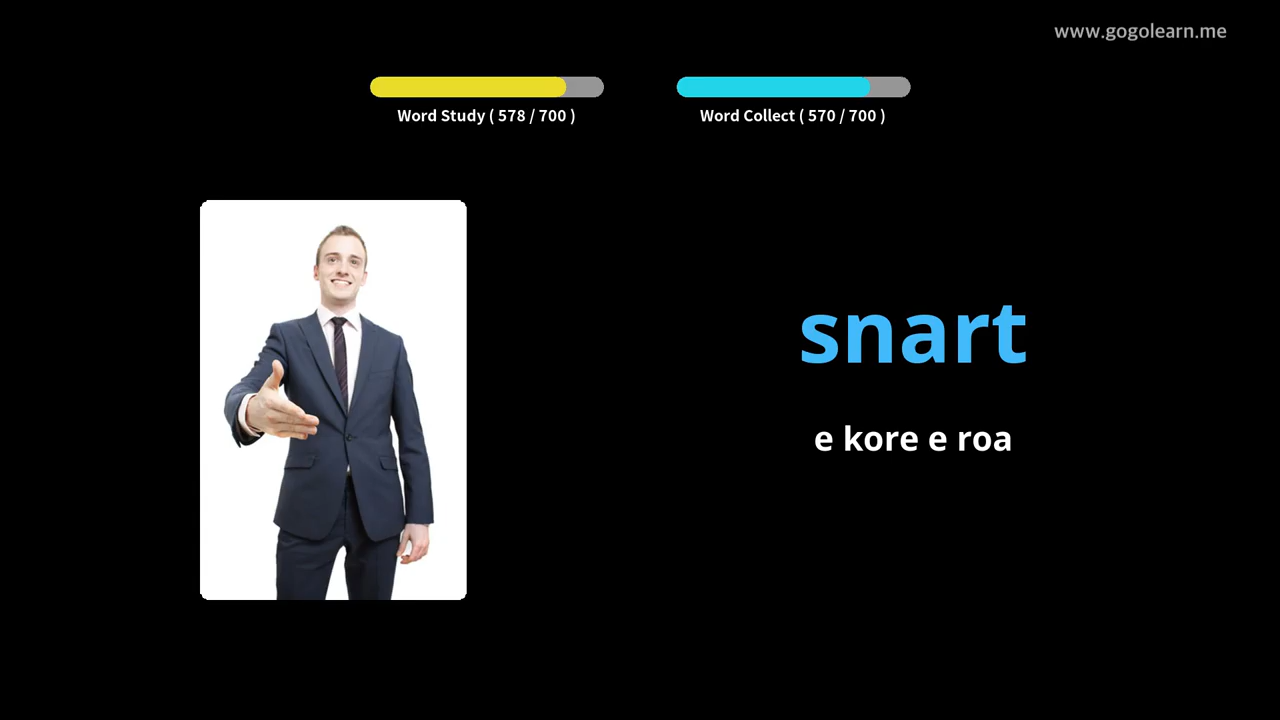 www.gogolearn.me
Word Study ( 578 / 700 )
Word Collect ( 570 / 700 )
snart
e kore e roa